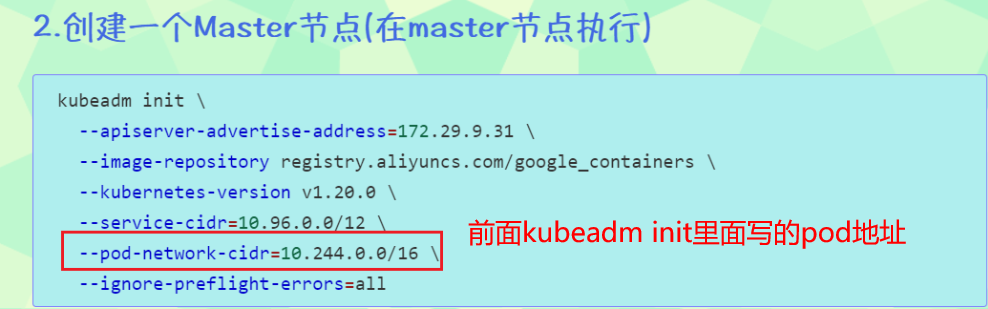 2.创建一个Master节点(在master节点执行)
kubeadm init \
--apiserver-advertise-address=172.29.9.31 \
--image-repository registry.aliyuncs.com/google_containers \
--kubernetes-version v1.20.0 \
--service-cidr=10.96.0.0/12 \
前面kubeadm init里面写的pod地址
--pod-network-cidr=10.244.0.0/16 \
--ignore-preflight-errors=all